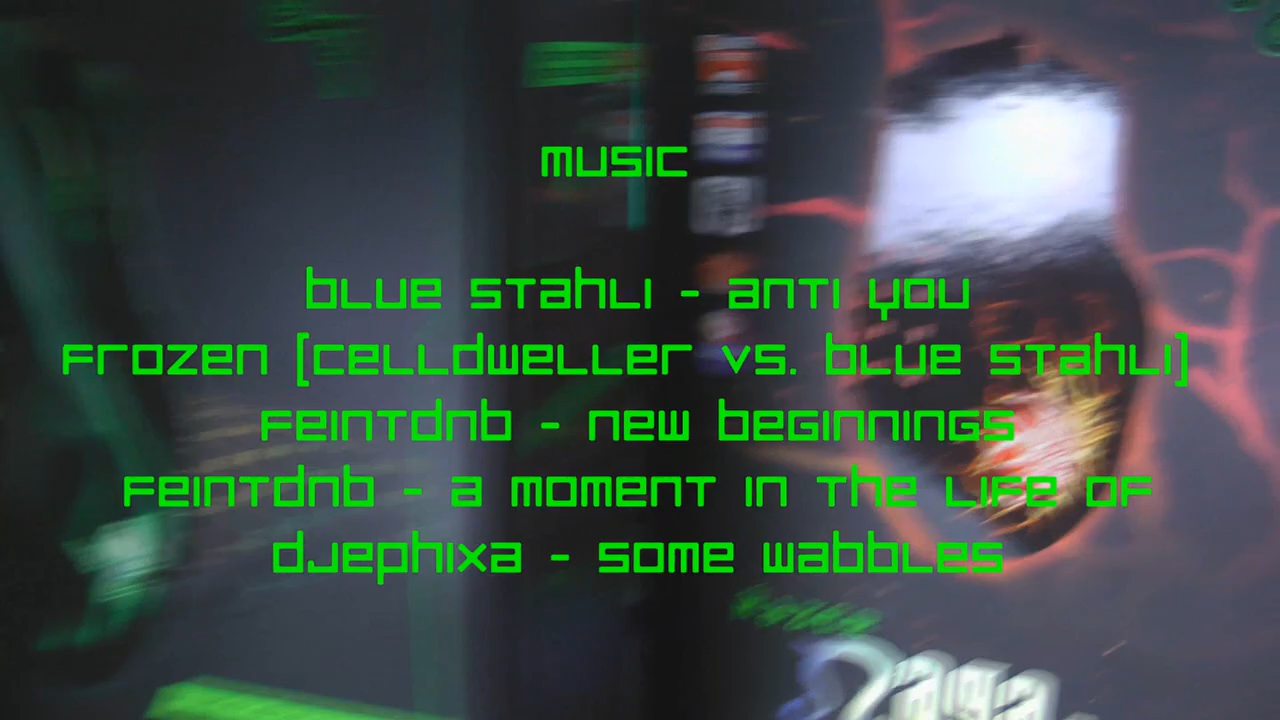 MUSIC
BLUE STAHLI - ANTI YOU
FROZEN [CELLDWELLER VS. BLUE STAHLI]
FEINTDNB - NEW BEGINNINGS
FEINTDNB - A MOMENT IN THE LIFE OF
DJEPHIXA - SOME WABBLES